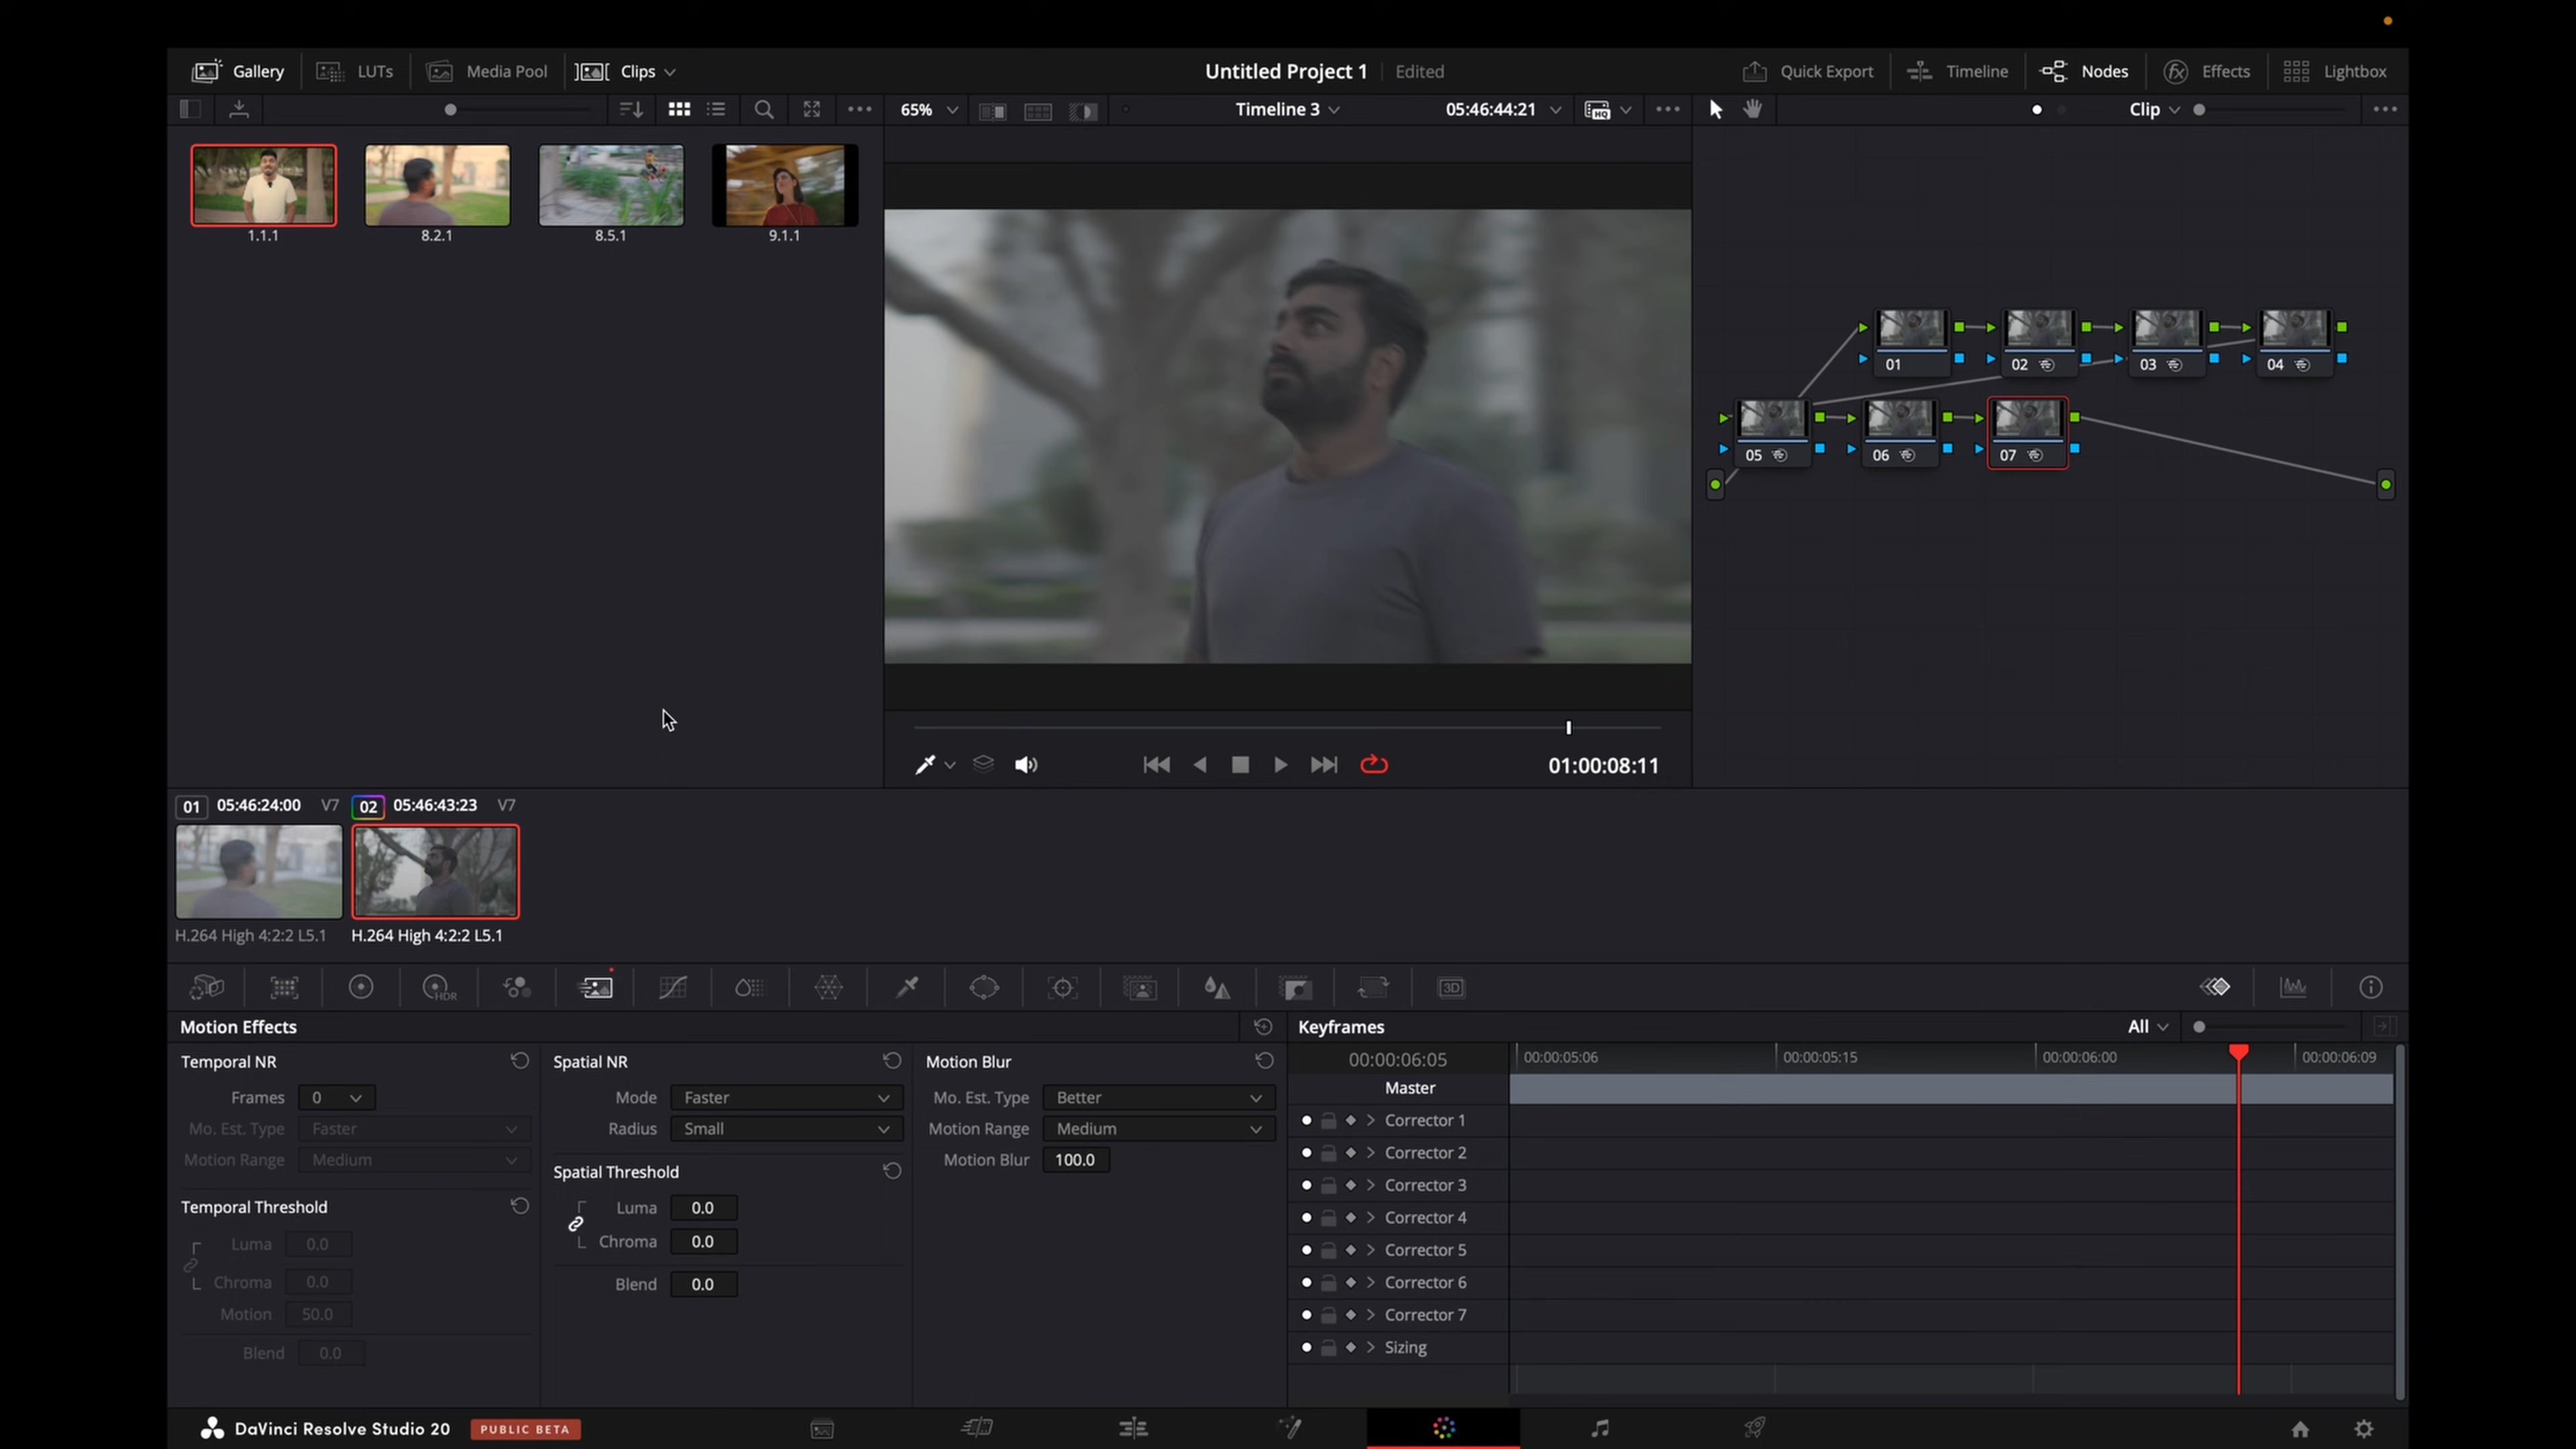 Gallery LUTs Media Pool Clips Untitled Project 1 Edited Quick Export Timeline Nodes Effects Lightbox
65% Timeline 3 05:46:44:21 HQ Clip
1.1.1 8.2.1 8.5.1 9.1.1
01 02 03 04
05 06 07
01:00:08:11
01 05:46:24:00 V7 02 05:46:43:23 V7
H.264 High 4:2:2 L5.1 H.264 High 4:2:2 L5.1
HDR 3D
Motion Effects Keyframes All
Temporal NR Spatial NR Motion Blur 00:00:06:05 00:00:05:06 00:00:05:15 00:00:06:00 00:00:06:09
Master
Frames 0 Mode Faster Mo. Est. Type Better
Corrector 1
Mo. Est. Type Faster Radius Small Motion Range Medium
Corrector 2
Motion Range Medium Motion Blur 100.0
Spatial Threshold Corrector 3
Temporal Threshold Luma 0.0 Corrector 4
Luma 0.0 Chroma 0.0 Corrector 5
Chroma 0.0 Blend 0.0 Corrector 6
Motion 50.0 Corrector 7
Blend 0.0 Sizing
DaVinci Resolve Studio 20 PUBLIC BETA